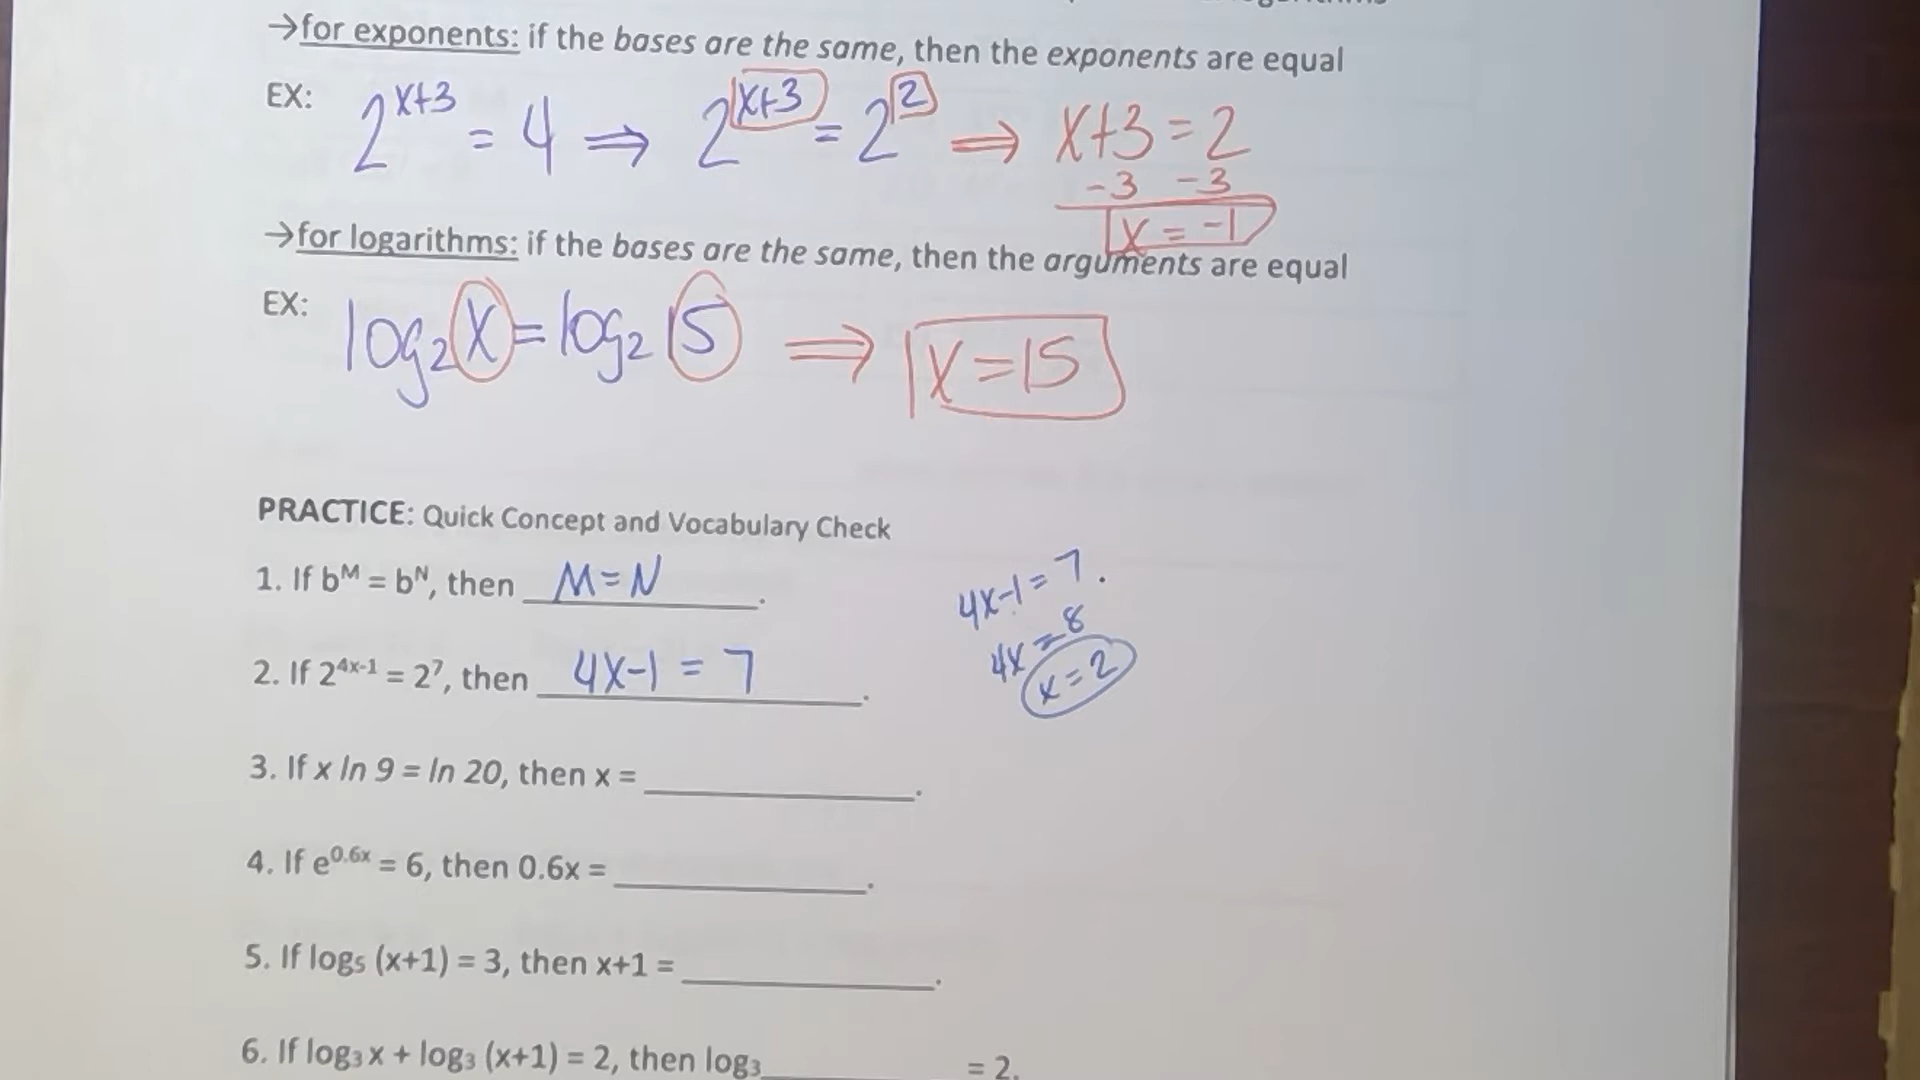 →for exponents: if the bases are the same, then the exponents are equal
EX: 2^(x+3) = 4 ⟹ 2^(x+3) = 2^2 ⟹ x+3 = 2
-3 -3
x = -1
→for logarithms: if the bases are the same, then the arguments are equal
EX: log₂ x = log₂ 15 ⟹ x = 15
PRACTICE: Quick Concept and Vocabulary Check
1. If b^M = b^N, then M = N.
4x-1 = 7.
4x = 8
x = 2
2. If 2^(4x-1) = 2^7, then 4x-1 = 7.
3. If x ln 9 = ln 20, then x = ____.
4. If e^(0.6x) = 6, then 0.6x = ____.
5. If log₅ (x+1) = 3, then x+1 = ____.
6. If log₃ x + log₃ (x+1) = 2, then log₃ ____ = 2.